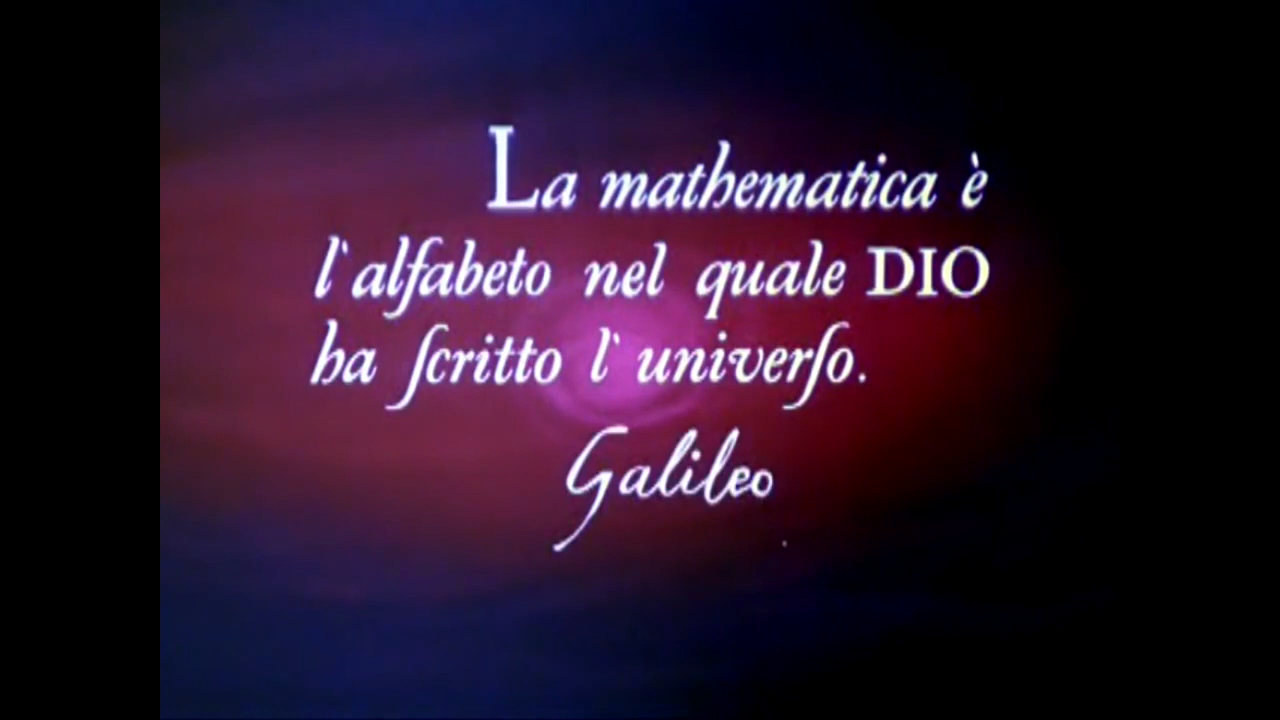 La mathematica è
l'alfabeto nel quale DIO
ha ſcritto l' univerſo.
Galileo